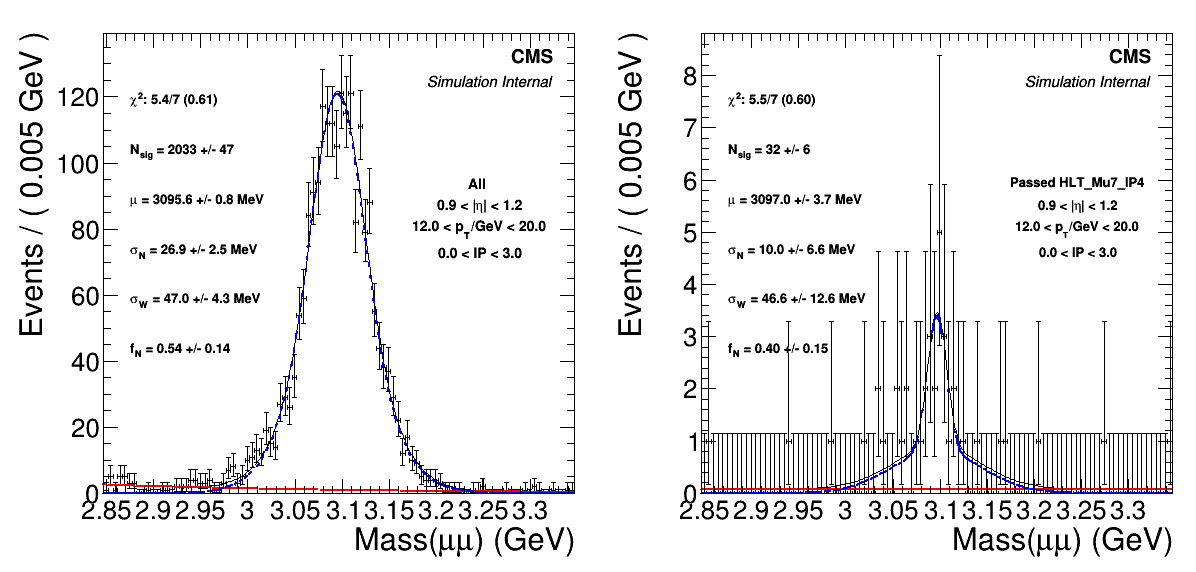 CMS
Simulation Internal
χ²: 5.4/7 (0.61)
N_sig = 2033 +/- 47
μ = 3095.6 +/- 0.8 MeV
σ_N = 26.9 +/- 2.5 MeV
σ_W = 47.0 +/- 4.3 MeV
f_N = 0.54 +/- 0.14
All
0.9 < |η| < 1.2
12.0 < p_T/GeV < 20.0
0.0 < IP < 3.0
Events / ( 0.005 GeV )
120
100
80
60
40
20
0
2.85 2.9 2.95 3 3.05 3.1 3.15 3.2 3.25 3.3
Mass(μμ) (GeV)
CMS
Simulation Internal
χ²: 5.5/7 (0.60)
N_sig = 32 +/- 6
μ = 3097.0 +/- 3.7 MeV
σ_N = 10.0 +/- 6.6 MeV
σ_W = 46.6 +/- 12.6 MeV
f_N = 0.40 +/- 0.15
Passed HLT_Mu7_IP4
0.9 < |η| < 1.2
12.0 < p_T/GeV < 20.0
0.0 < IP < 3.0
Events / ( 0.005 GeV )
8
7
6
5
4
3
2
1
0
2.85 2.9 2.95 3 3.05 3.1 3.15 3.2 3.25 3.3
Mass(μμ) (GeV)